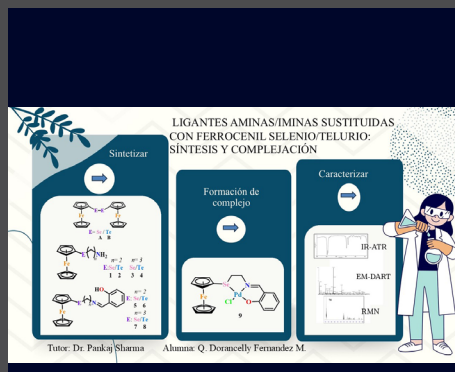 LIGANTES AMINAS/IMINAS SUSTITUIDAS
CON FERROCENIL SELENIO/TELURIO:
SÍNTESIS Y COMPLEJACIÓN
Sintetizar
Formación de
complejo
Caracterizar
E-E
Fe
Fe
E= Se / Te
A B
NH2
n= 2 n= 3
E:Se/Te Se/Te
1 2 3 4
Fe
HO
n= 2
E: Se/Te
5 6
n= 3
E: Se/Te
7 8
Fe
Se
N
Pd
Cl
O
Fe
9
IR-ATR
EM-DART
RMN
Tutor: Dr. Pankaj Sharma
Alumna: Q. Dorancelly Fernandez M.